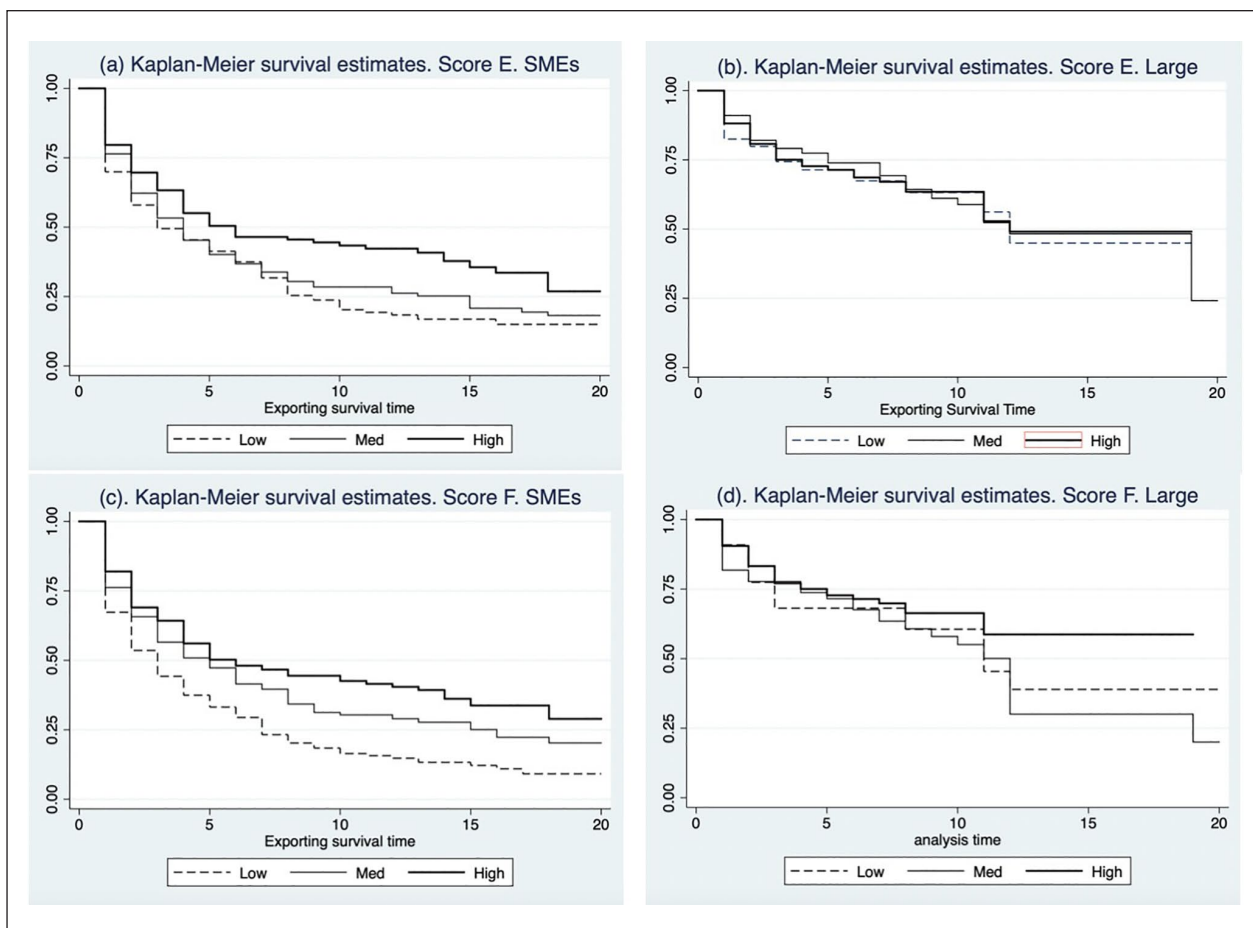 (a) Kaplan-Meier survival estimates. Score E. SMEs
1.00
0.75
0.50
0.25
0.00
0 5 10 15 20
Exporting survival time
Low Med High
(b). Kaplan-Meier survival estimates. Score E. Large
1.00
0.75
0.50
0.25
0.00
0 5 10 15 20
Exporting Survival Time
Low Med High
(c). Kaplan-Meier survival estimates. Score F. SMEs
1.00
0.75
0.50
0.25
0.00
0 5 10 15 20
Exporting survival time
Low Med High
(d). Kaplan-Meier survival estimates. Score F. Large
1.00
0.75
0.50
0.25
0.00
0 5 10 15 20
analysis time
Low Med High